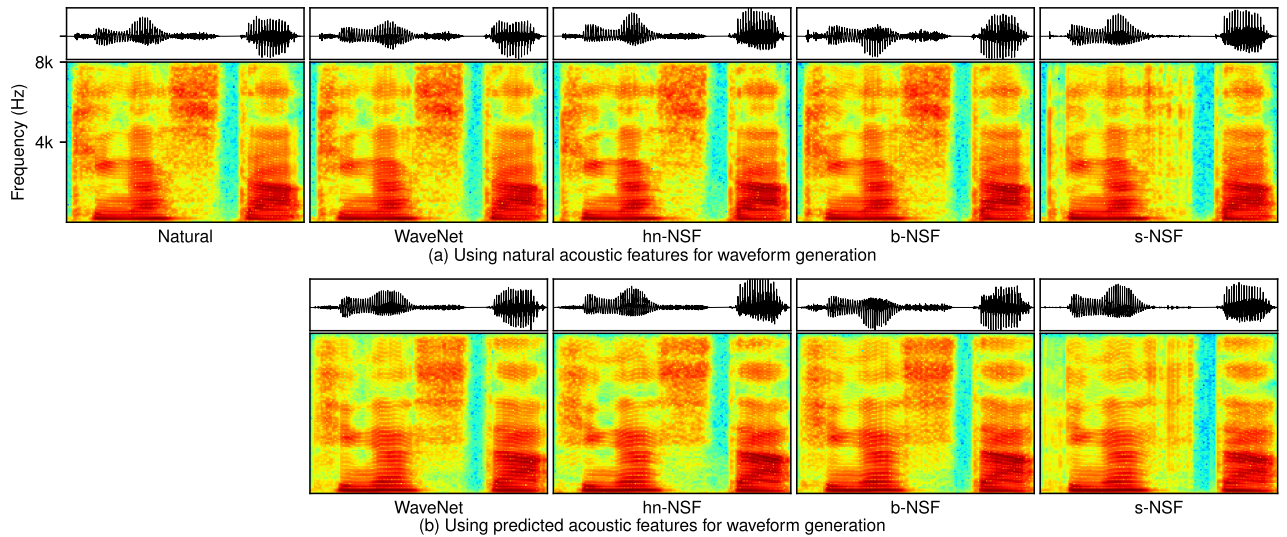 8k
4k
Frequency (Hz)
Natural WaveNet hn-NSF b-NSF s-NSF
(a) Using natural acoustic features for waveform generation
WaveNet hn-NSF b-NSF s-NSF
(b) Using predicted acoustic features for waveform generation